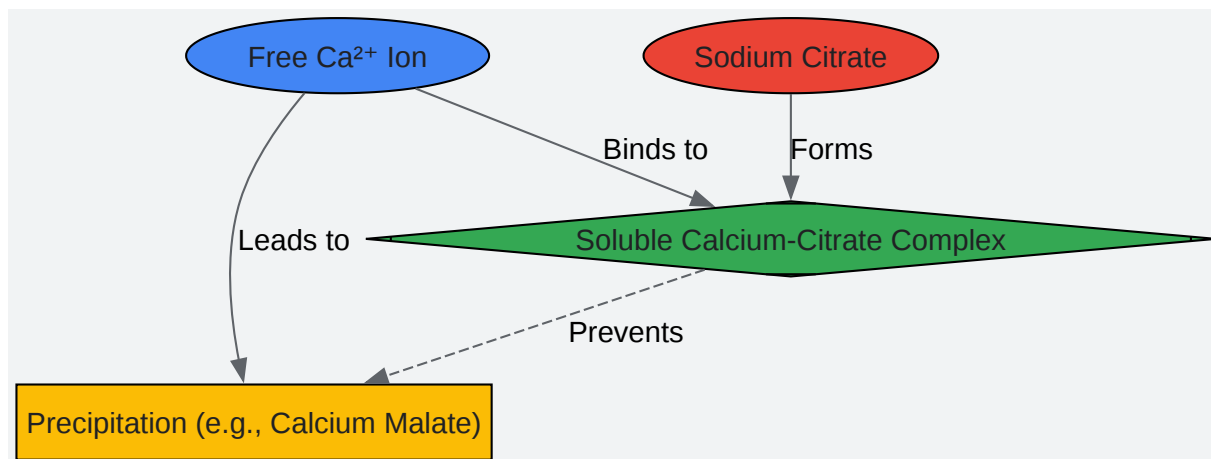 Free Ca²⁺ Ion
Sodium Citrate
Binds to
Forms
Leads to
Soluble Calcium-Citrate Complex
Prevents
Precipitation (e.g., Calcium Malate)